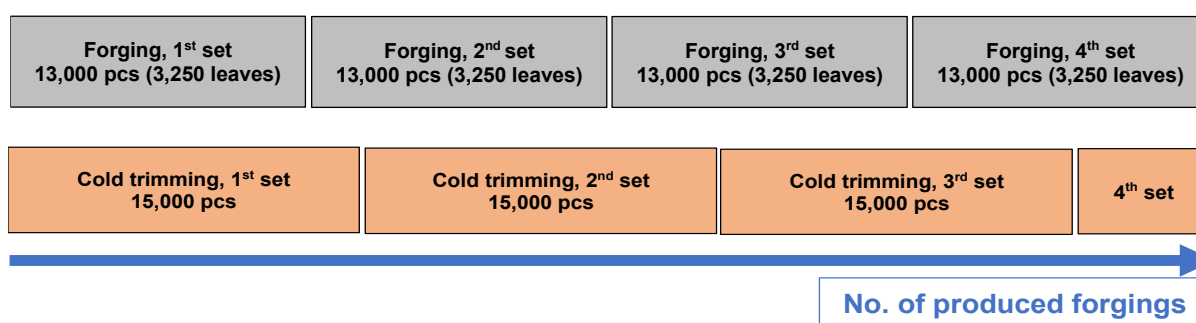 Forging, 1st set
13,000 pcs (3,250 leaves)
Forging, 2nd set
13,000 pcs (3,250 leaves)
Forging, 3rd set
13,000 pcs (3,250 leaves)
Forging, 4th set
13,000 pcs (3,250 leaves)
Cold trimming, 1st set
15,000 pcs
Cold trimming, 2nd set
15,000 pcs
Cold trimming, 3rd set
15,000 pcs
4th set
No. of produced forgings